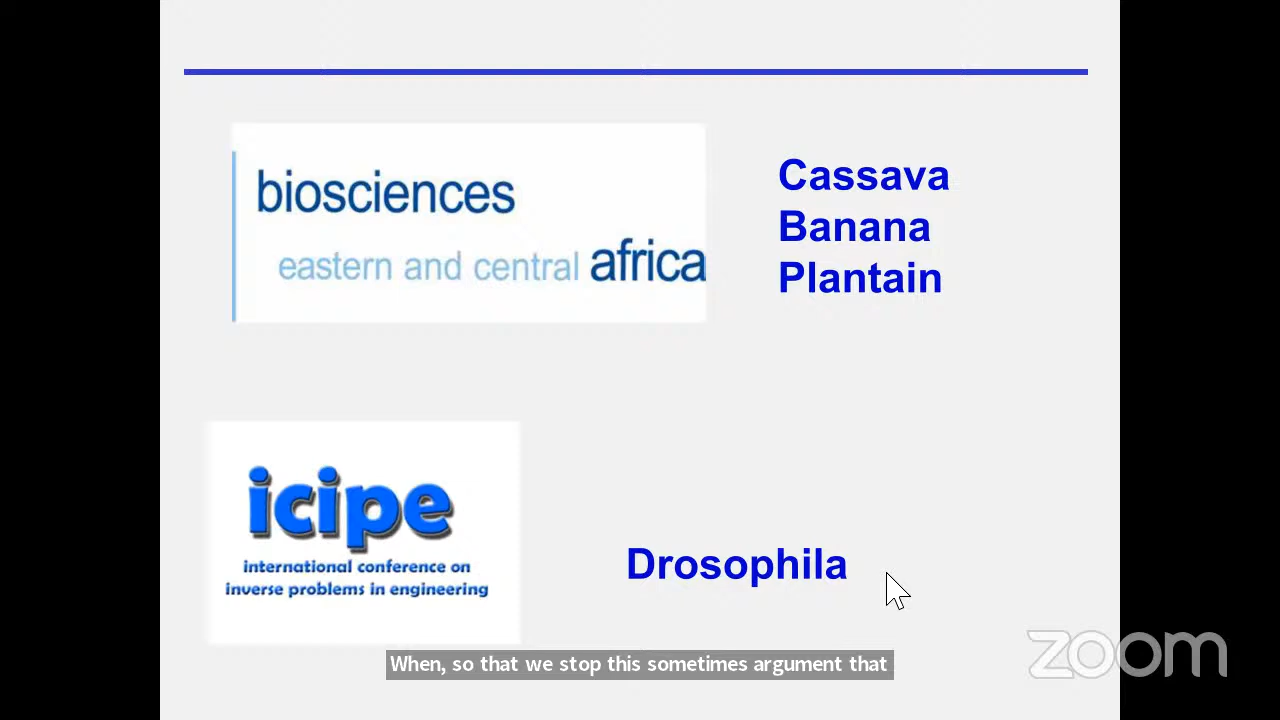 biosciences
eastern and central africa
Cassava
Banana
Plantain
icipe
international conference on
inverse problems in engineering
Drosophila
When, so that we stop this sometimes argument that
zoom